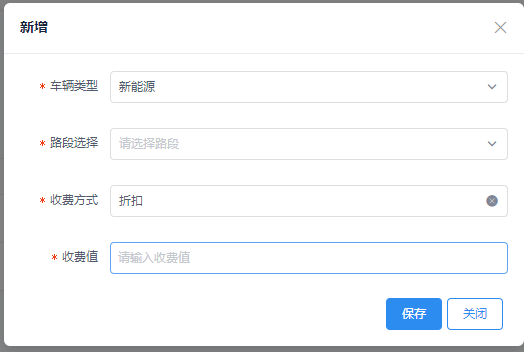 新增
* 车辆类型 新能源
* 路段选择 请选择路段
* 收费方式 折扣
* 收费值 请输入收费值
保存 关闭